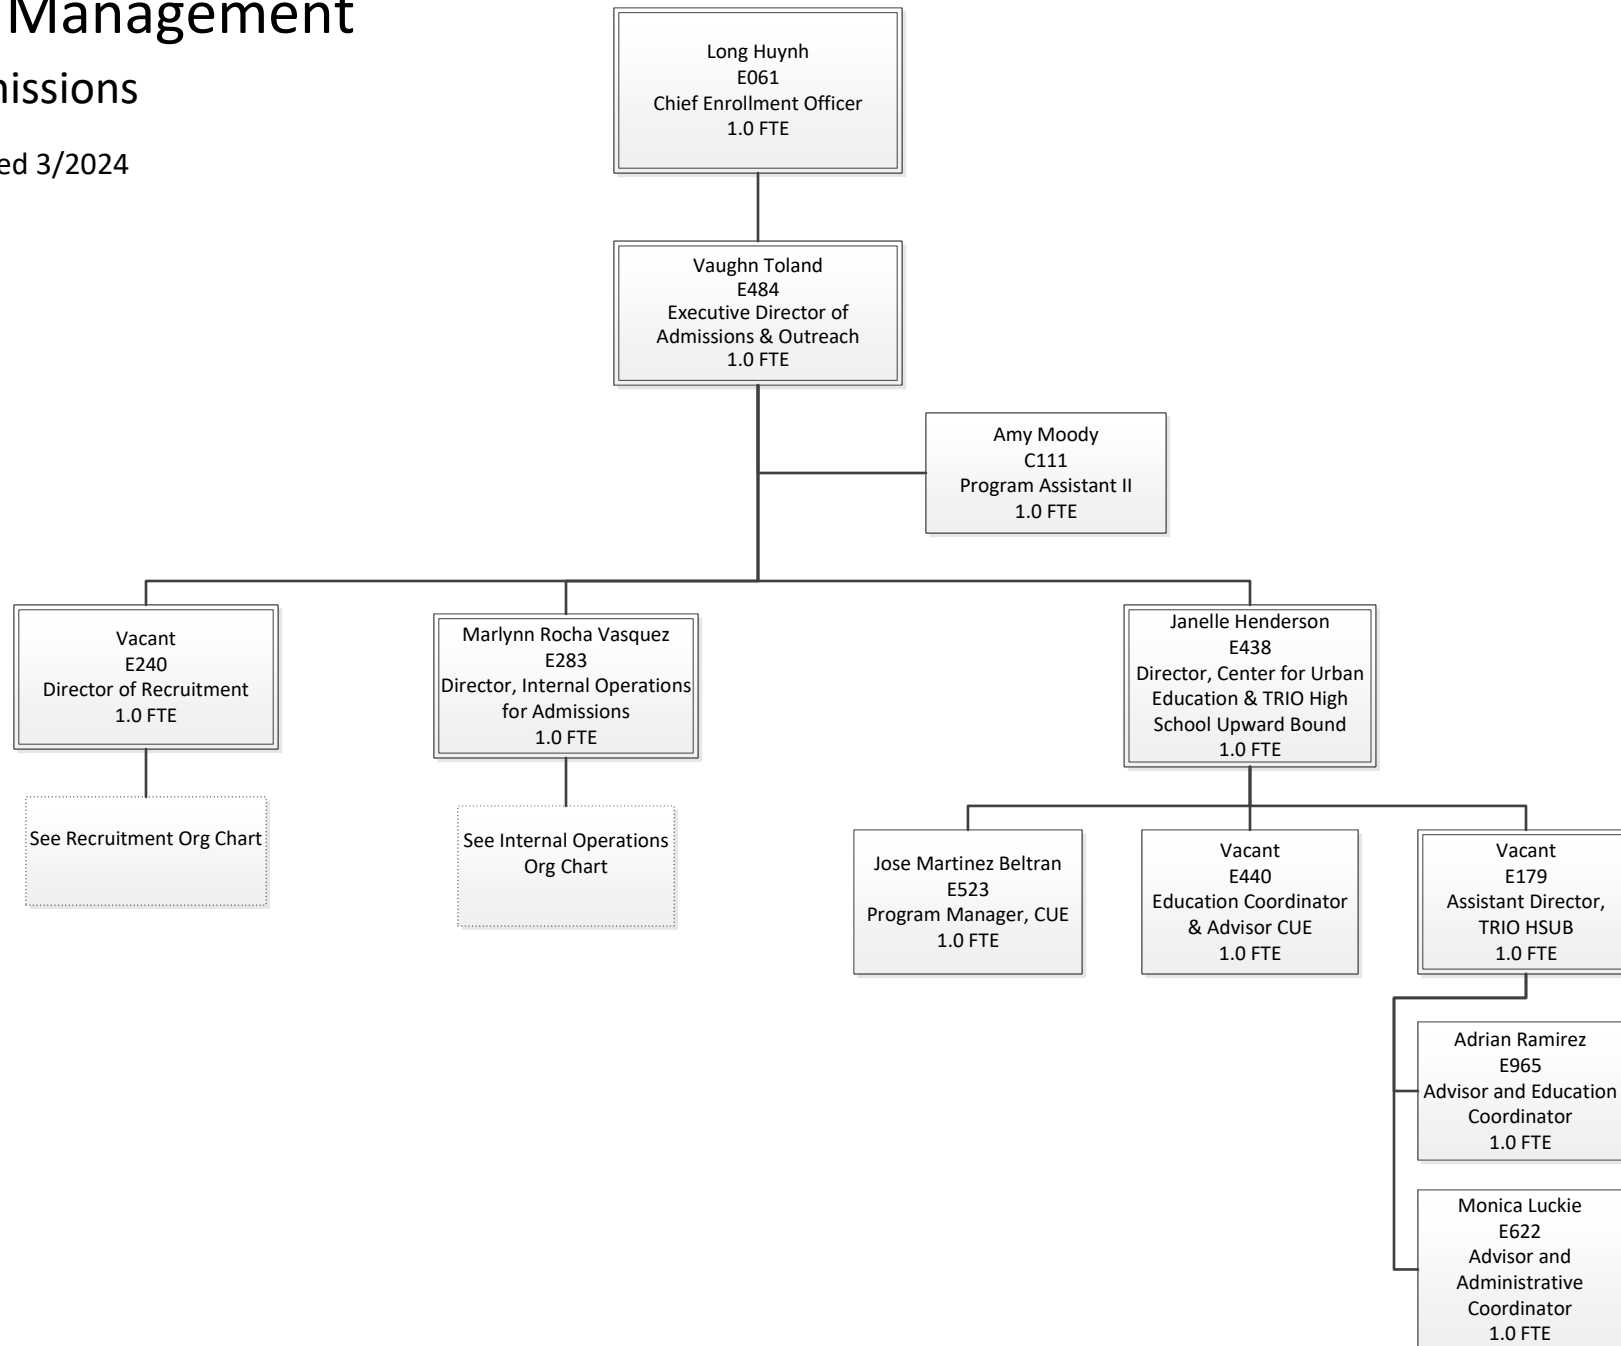 Management
missions
ed 3/2024
Long Huynh
E061
Chief Enrollment Officer
1.0 FTE
Vaughn Toland
E484
Executive Director of
Admissions & Outreach
1.0 FTE
Amy Moody
C111
Program Assistant II
1.0 FTE
Vacant
E240
Director of Recruitment
1.0 FTE
Marlynn Rocha Vasquez
E283
Director, Internal Operations
for Admissions
1.0 FTE
Janelle Henderson
E438
Director, Center for Urban
Education & TRIO High
School Upward Bound
1.0 FTE
See Recruitment Org Chart
See Internal Operations
Org Chart
Jose Martinez Beltran
E523
Program Manager, CUE
1.0 FTE
Vacant
E440
Education Coordinator
& Advisor CUE
1.0 FTE
Vacant
E179
Assistant Director,
TRIO HSUB
1.0 FTE
Adrian Ramirez
E965
Advisor and Education
Coordinator
1.0 FTE
Monica Luckie
E622
Advisor and
Administrative
Coordinator
1.0 FTE